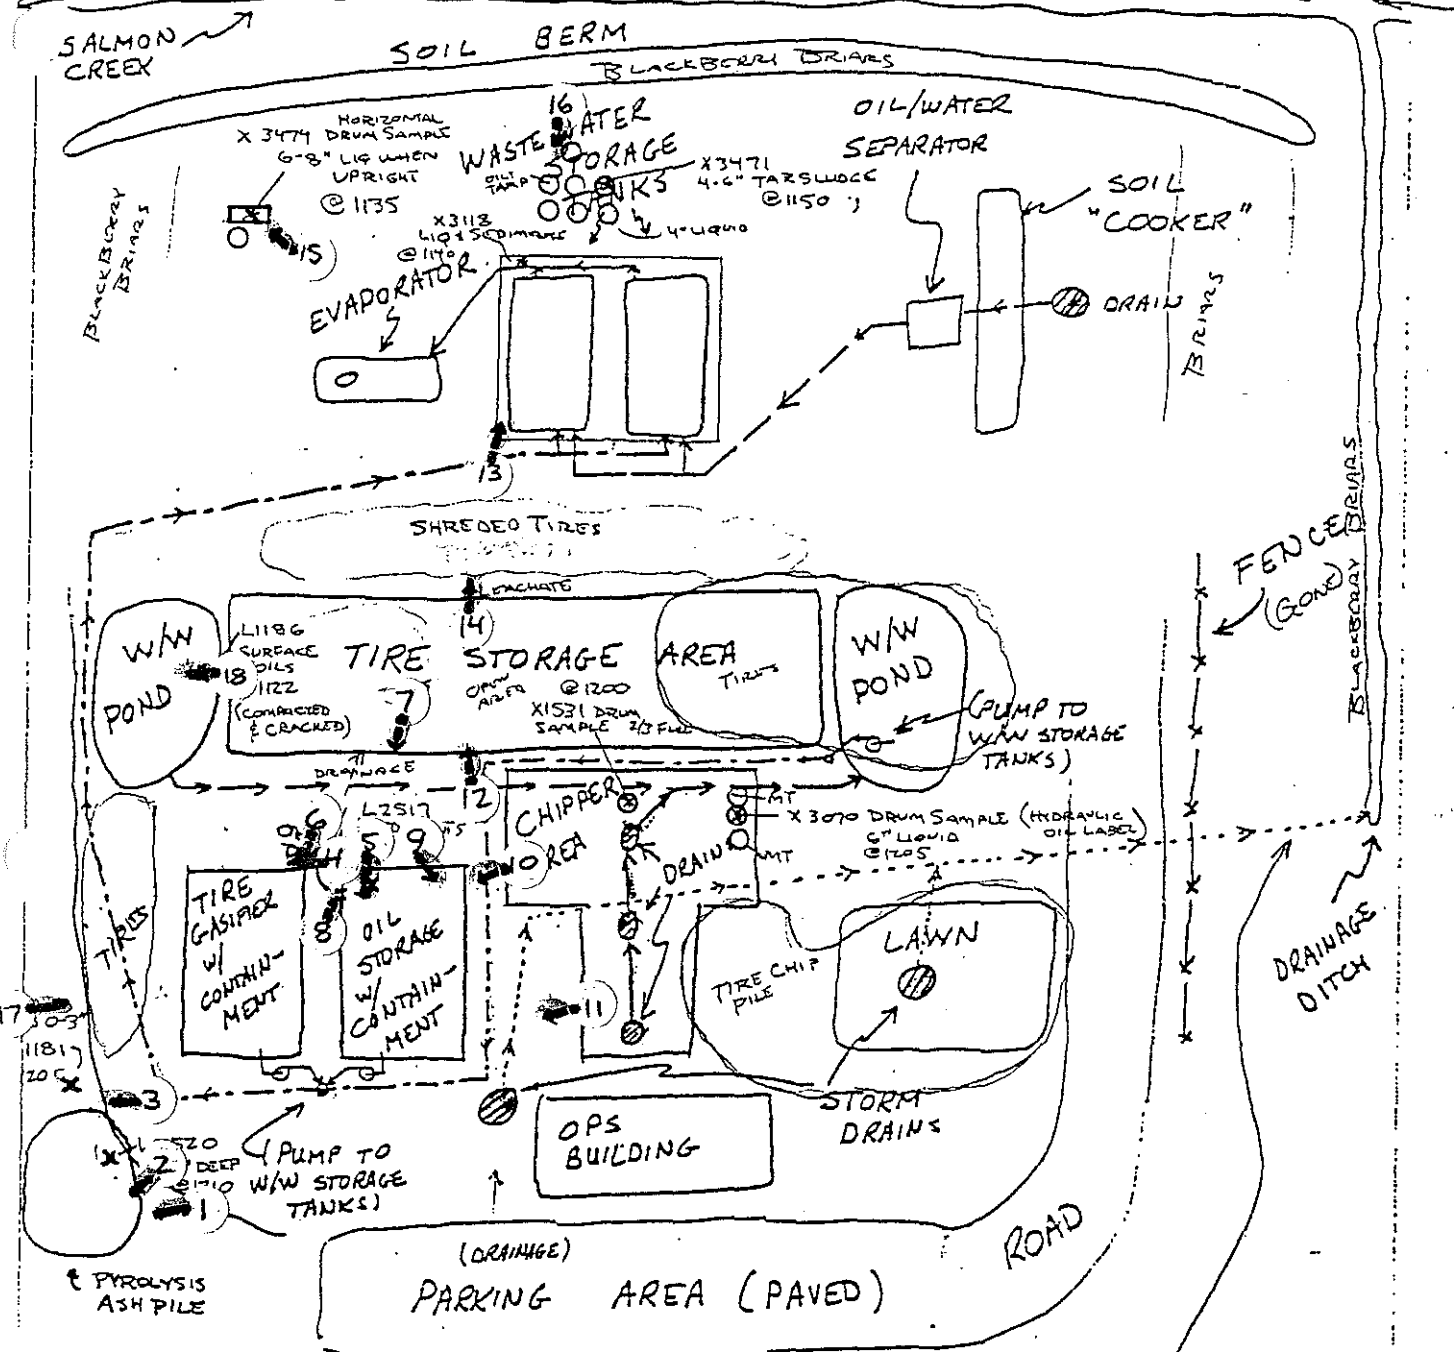 SALMON
CREEK
SOIL BERM
BLACKBERRY BRIARS
HORIZONTAL
X 3474 DRUM SAMPLE
6-8" LIQ WHEN
UPRIGHT
@ 1135
15
BLACKBERRY
BRIARS
16
WASTE WATER
STORAGE
TANKS
X3471
4-6" TAR SLUDGE
@1150
4" LIQUID
X3118
LIQ & SEDIMENTS
@1140
EVAPORATOR
OIL/WATER
SEPARATOR
SOIL
"COOKER"
DRAIN
BRIARS
13
SHREDED TIRES
LEACHATE
14
FENCE
(GONE)
BLACKBERRY BRIARS
W/W
POND
18
L1186
SURFACE
1122
(COMPACTED
& CRACKED)
TIRE STORAGE AREA
OPEN
AREA
@1200
X1531 DRUM
SAMPLE 2/3 FULL
TIRES
7
W/W
POND
(PUMP TO
W/W STORAGE
TANKS)
DRAINAGE
12
CHIPPER
AREA
MT
X 3070 DRUM SAMPLE (HYDRAULIC
OIL LABEL)
6" LIQUID
@1205
MT
DRAIN
6
4
L2517
5
9
10
8
TIRES
TIRE
GASIFIER
W/
CONTAIN-
MENT
OIL
STORAGE
W/
CONTAIN-
MENT
11
TIRE CHIP
PILE
LAWN
DRAINAGE
DITCH
17
1181
3
STORM
DRAINS
OPS
BUILDING
2
DEEP
1
(PUMP TO
W/W STORAGE
TANKS)
PYROLYSIS
ASH PILE
(DRAINAGE)
PARKING AREA (PAVED)
ROAD